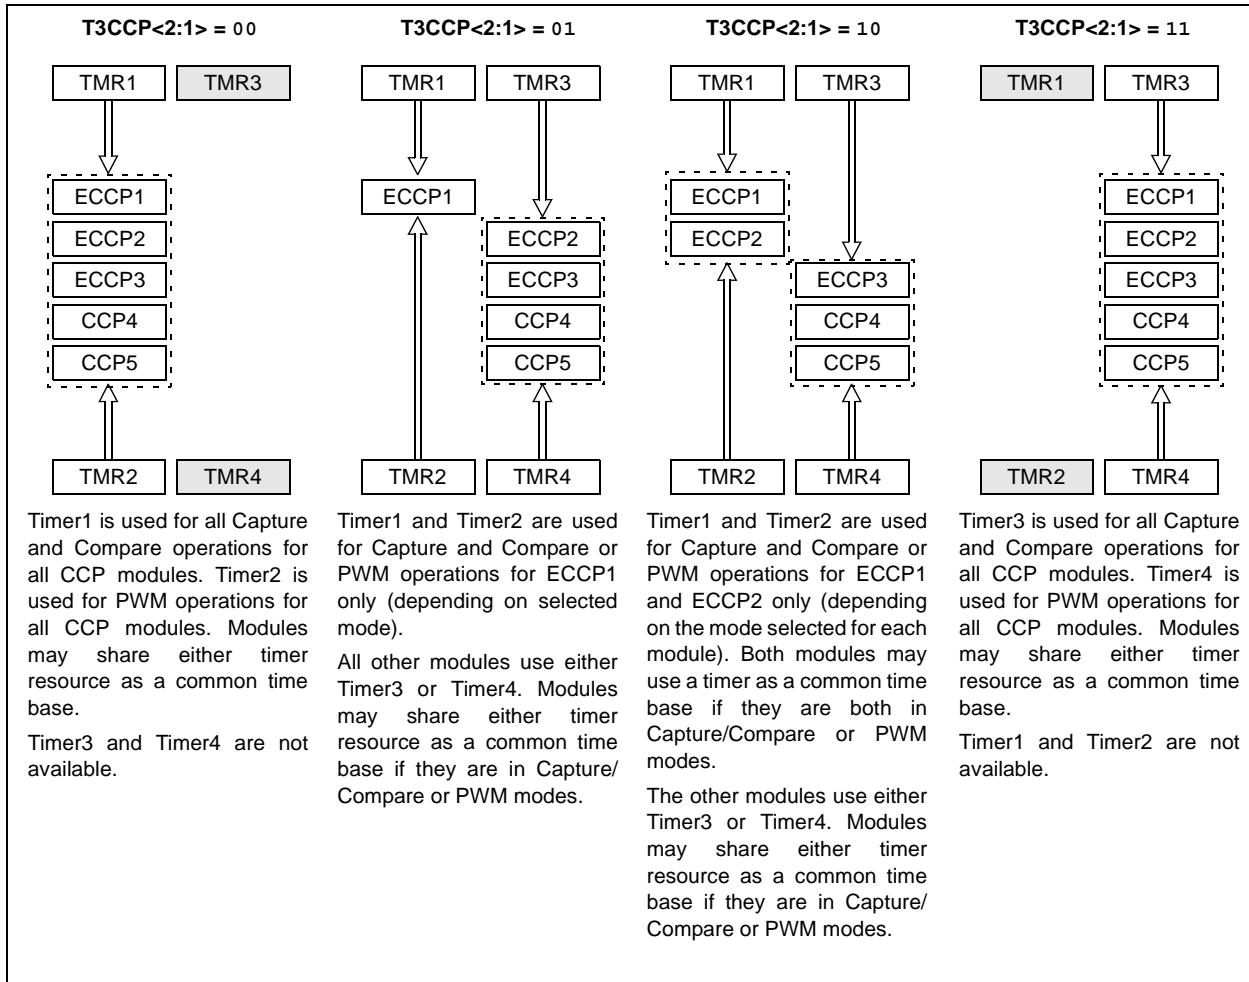 T3CCP<2:1> = 00
TMR1 TMR3
ECCP1
ECCP2
ECCP3
CCP4
CCP5
TMR2 TMR4
Timer1 is used for all Capture
and Compare operations for
all CCP modules. Timer2 is
used for PWM operations for
all CCP modules. Modules
may share either timer
resource as a common time
base.
Timer3 and Timer4 are not
available.
T3CCP<2:1> = 01
TMR1 TMR3
ECCP1
ECCP2
ECCP3
CCP4
CCP5
TMR2 TMR4
Timer1 and Timer2 are used
for Capture and Compare or
PWM operations for ECCP1
only (depending on selected
mode).
All other modules use either
Timer3 or Timer4. Modules
may share either timer
resource as a common time
base if they are in Capture/
Compare or PWM modes.
T3CCP<2:1> = 10
TMR1 TMR3
ECCP1
ECCP2
ECCP3
CCP4
CCP5
TMR2 TMR4
Timer1 and Timer2 are used
for Capture and Compare or
PWM operations for ECCP1
and ECCP2 only (depending
on the mode selected for each
module). Both modules may
use a timer as a common time
base if they are both in
Capture/Compare or PWM
modes.
The other modules use either
Timer3 or Timer4. Modules
may share either timer
resource as a common time
base if they are in Capture/
Compare or PWM modes.
T3CCP<2:1> = 11
TMR1 TMR3
ECCP1
ECCP2
ECCP3
CCP4
CCP5
TMR2 TMR4
Timer3 is used for all Capture
and Compare operations for
all CCP modules. Timer4 is
used for PWM operations for
all CCP modules. Modules
may share either timer
resource as a common time
base.
Timer1 and Timer2 are not
available.